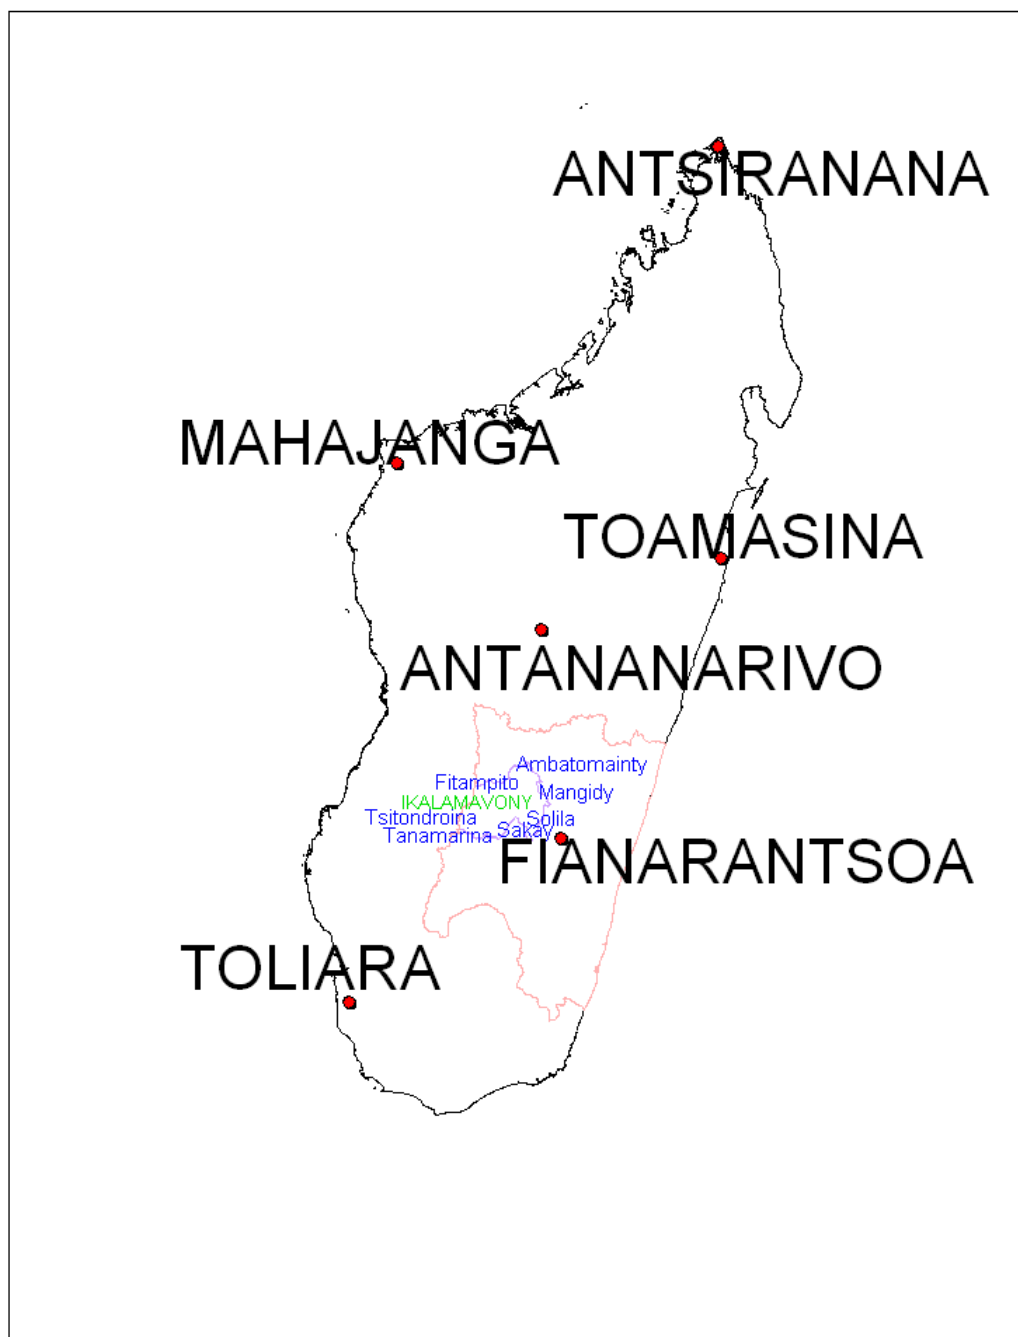 ANTSIRANANA
MAHAJANGA
TOAMASINA
ANTANANARIVO
Ambatomainty
Fitampito
Mangidy
IKALAMAVONY
Tsitondroina
Solila
Sakay
Tanamarina
FIANARANTSOA
TOLIARA